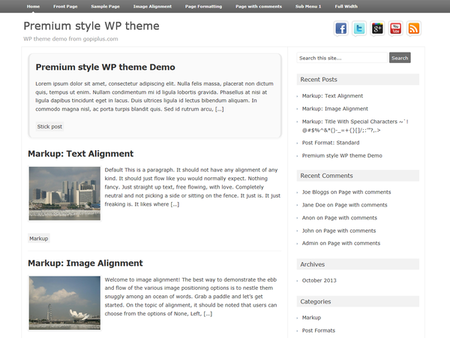 Home Front Page Sample Page Image Alignment Page Formatting Page with comments Sub Menu 1 Full Width
Premium style WP theme
WP theme demo from gopiplus.com
Premium style WP theme Demo
Lorem ipsum dolor sit amet, consectetur adipiscing elit. Nulla felis massa, placerat non dictum
quis, tempus ut enim. Nullam condimentum mi id ligula lobortis gravida. Phasellus at nisi at
ligula dapibus tincidunt eget in lacus. Duis ultrices ligula id lectus bibendum aliquam. In
commodo magna nisl, ac porta turpis blandit quis. Sed id rutrum arcu, [...]
Stick post
Markup: Text Alignment
Default This is a paragraph. It should not have any alignment of any
kind. It should just flow like you would normally expect. Nothing
fancy. Just straight up text, free flowing, with love. Completely
neutral and not picking a side or sitting on the fence. It just is. It just
freaking is. It likes where [...]
Markup
Markup: Image Alignment
Welcome to image alignment! The best way to demonstrate the ebb
and flow of the various image positioning options is to nestle them
snuggly among an ocean of words. Grab a paddle and let's get
started. On the topic of alignment, it should be noted that users can
choose from the options of None, Left, [...]
Search this site...
Search
Recent Posts
Markup: Text Alignment
Markup: Image Alignment
Markup: Title With Special Characters
Post Format: Standard
Premium style WP theme Demo
Recent Comments
Joe Bloggs on Page with comments
Jane Doe on Page with comments
Anon on Page with comments
John on Page with comments
Admin on Page with comments
Archives
October 2013
Categories
Markup
Post Formats